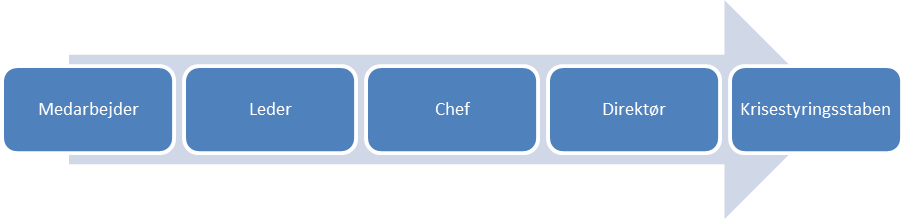 Medarbejder
Leder
Chef
Direktør
Krisestyringsstaben